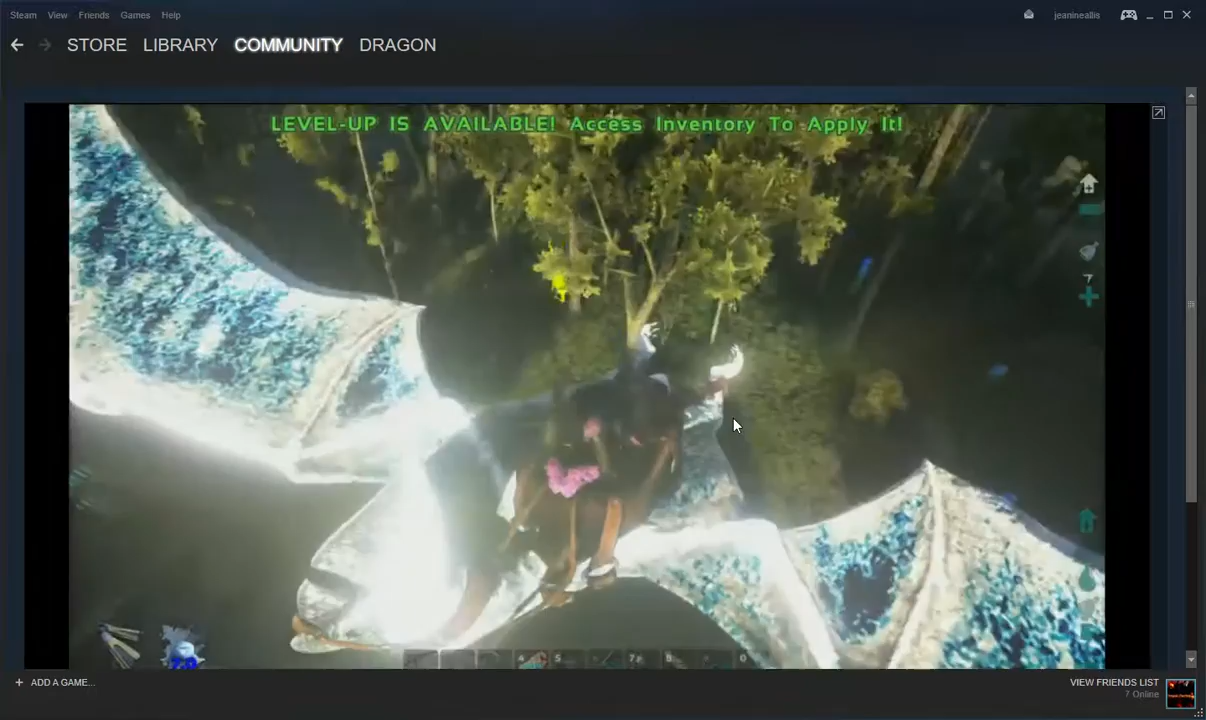 Steam View Friends Games Help jeanineallis
STORE LIBRARY COMMUNITY DRAGON
LEVEL-UP IS AVAILABLE! Access Inventory To Apply It!
+ ADD A GAME...
VIEW FRIENDS LIST
7 Online